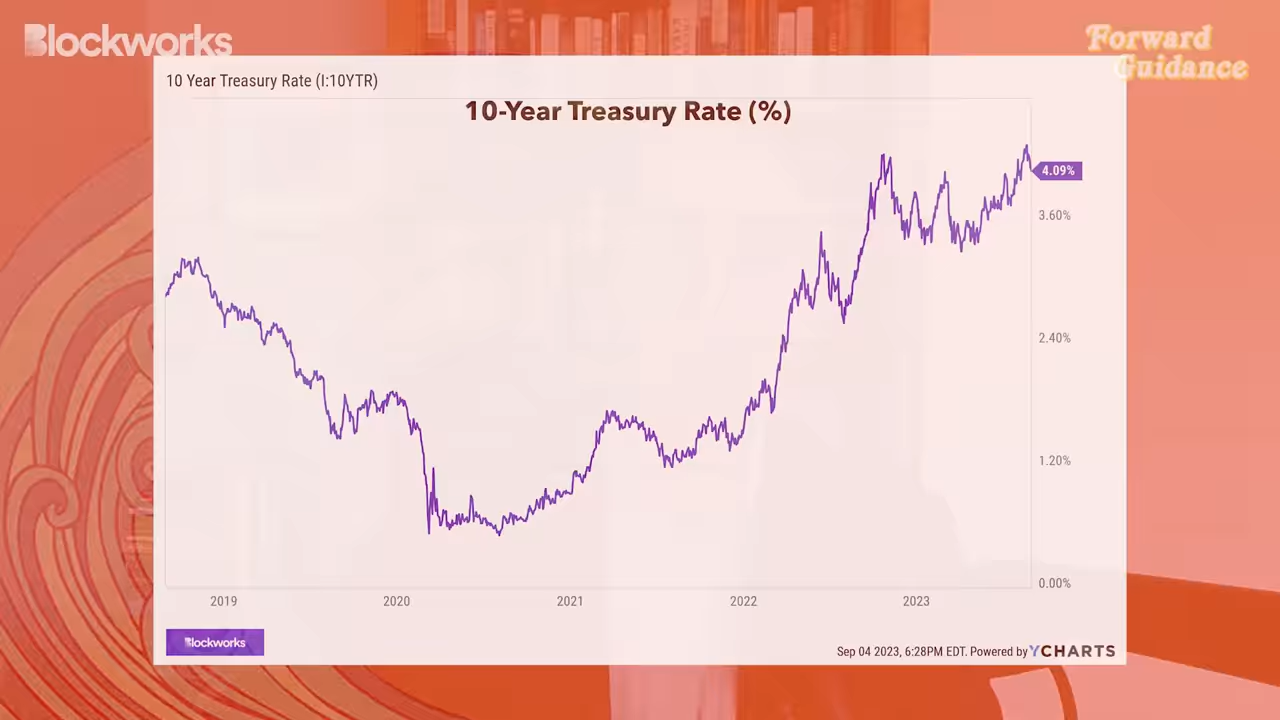 Blockworks
Forward
Guidance
10 Year Treasury Rate (I:10YTR)
10-Year Treasury Rate (%)
4.09%
3.60%
2.40%
1.20%
0.00%
2019 2020 2021 2022 2023
Blockworks
Sep 04 2023, 6:28PM EDT. Powered by YCHARTS